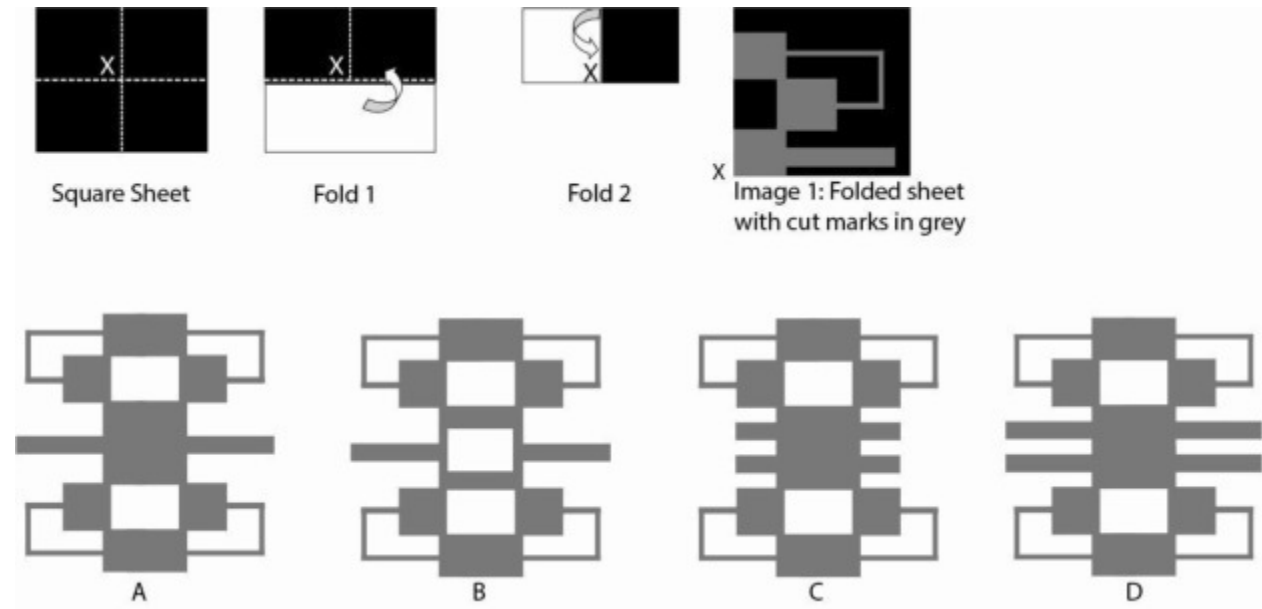 X
X
X
X
Square Sheet
Fold 1
Fold 2
Image 1: Folded sheet
with cut marks in grey
A
B
C
D